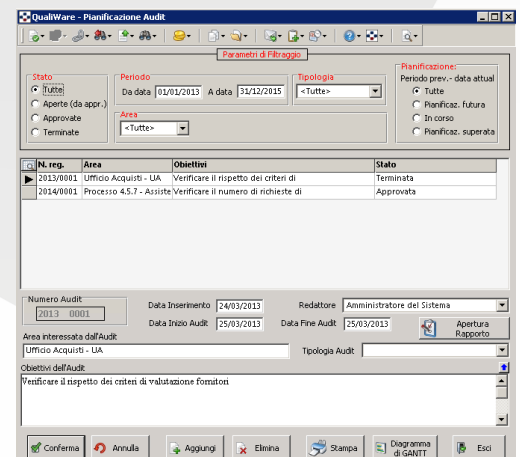 QualiWare - Pianificazione Audit
Parametri di Filtraggio
Stato
Tutte
Aperte (da appr.)
Approvate
Terminate
Periodo
Da data 01/01/2013 A data 31/12/2015
Tipologia
<Tutte>
Area
<Tutte>
Pianificazione:
Periodo prev.- data attual
Tutte
Pianificaz. futura
In corso
Pianificaz. superata
N. reg. Area Obiettivi Stato
2013/0001 Ufficio Acquisti - UA Verificare il rispetto dei criteri di Terminata
2014/0001 Processo 4.5.7 - Assiste Verificare il numero di richieste di Approvata
Numero Audit
2013 0001
Data Inserimento 24/03/2013 Redattore Amministratore del Sistema
Data Inizio Audit 25/03/2013 Data Fine Audit 25/03/2013
Apertura
Rapporto
Area interessata dall'Audit
Ufficio Acquisti - UA
Tipologia Audit
Obiettivi dell'Audit
Verificare il rispetto dei criteri di valutazione fornitori
Conferma Annulla Aggiungi Elimina Stampa Diagramma
di GANTT
Esci